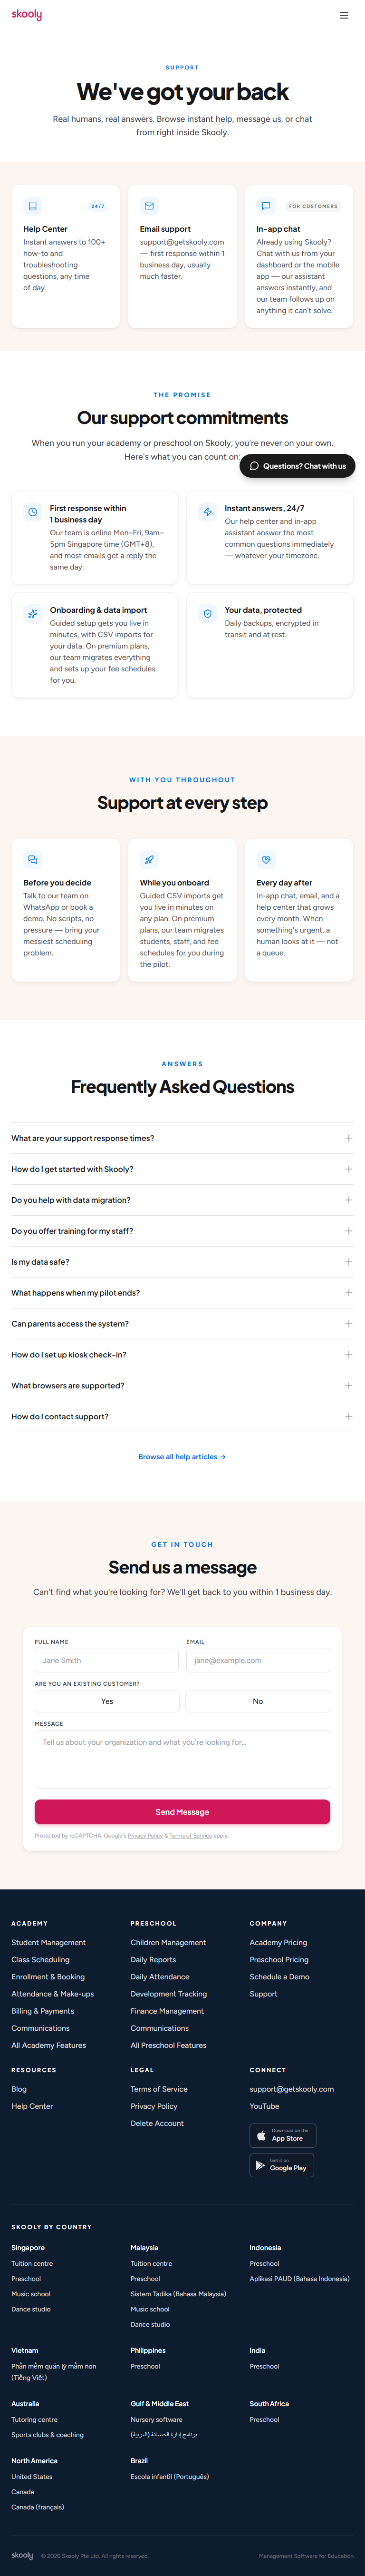 skooly
SUPPORT
We've got your back
Real humans, real answers. Browse instant help, message us, or chat
from right inside Skooly.
24/7
Help Center
Instant answers to 100+
how-to and
troubleshooting
questions, any time
of day.
Email support
support@getskooly.com
— first response within 1
business day, usually
much faster.
FOR CUSTOMERS
In-app chat
Already using Skooly?
Chat with us from your
dashboard or the mobile
app — our assistant
answers instantly, and
our team follows up on
anything it can't solve.
THE PROMISE
Our support commitments
When you run your academy or preschool on Skooly, you're never on your own.
Here's what you can count on:
Questions? Chat with us
First response within
1 business day
Our team is online Mon–Fri, 9am–
5pm Singapore time (GMT+8),
and most emails get a reply the
same day.
Instant answers, 24/7
Our help center and in-app
assistant answer the most
common questions immediately
— whatever your timezone.
Onboarding & data import
Guided setup gets you live in
minutes, with CSV imports for
your data. On premium plans,
our team migrates everything
and sets up your fee schedules
for you.
Your data, protected
Daily backups, encrypted in
transit and at rest.
WITH YOU THROUGHOUT
Support at every step
Before you decide
Talk to our team on
WhatsApp or book a
demo. No scripts, no
pressure — bring your
messiest scheduling
problem.
While you onboard
Guided CSV imports get
you live in minutes on
any plan. On premium
plans, our team migrates
students, staff, and fee
schedules for you during
the pilot.
Every day after
In-app chat, email, and a
help center that grows
every month. When
something's urgent, a
human looks at it — not
a queue.
ANSWERS
Frequently Asked Questions
What are your support response times?
How do I get started with Skooly?
Do you help with data migration?
Do you offer training for my staff?
Is my data safe?
What happens when my pilot ends?
Can parents access the system?
How do I set up kiosk check-in?
What browsers are supported?
How do I contact support?
Browse all help articles →
GET IN TOUCH
Send us a message
Can't find what you're looking for? We'll get back to you within 1 business day.
FULL NAME
EMAIL
Jane Smith
jane@example.com
ARE YOU AN EXISTING CUSTOMER?
Yes
No
MESSAGE
Tell us about your organization and what you're looking for...
Send Message
Protected by reCAPTCHA. Google's Privacy Policy & Terms of Service apply.
ACADEMY
Student Management
Class Scheduling
Enrollment & Booking
Attendance & Make-ups
Billing & Payments
Communications
All Academy Features
PRESCHOOL
Children Management
Daily Reports
Daily Attendance
Development Tracking
Finance Management
Communications
All Preschool Features
COMPANY
Academy Pricing
Preschool Pricing
Schedule a Demo
Support
RESOURCES
Blog
Help Center
LEGAL
Terms of Service
Privacy Policy
Delete Account
CONNECT
support@getskooly.com
YouTube
Download on the
App Store
Get it on
Google Play
SKOOLY BY COUNTRY
Singapore
Tuition centre
Preschool
Music school
Dance studio
Malaysia
Tuition centre
Preschool
Sistem Tadika (Bahasa Malaysia)
Music school
Dance studio
Indonesia
Preschool
Aplikasi PAUD (Bahasa Indonesia)
Vietnam
Phần mềm quản lý mầm non
(Tiếng Việt)
Philippines
Preschool
India
Preschool
Australia
Tutoring centre
Sports clubs & coaching
Gulf & Middle East
Nursery software
برنامج إدارة الحضانة (العربية)
South Africa
Preschool
North America
United States
Canada
Canada (français)
Brazil
Escola infantil (Português)
skooly
© 2026 Skooly Pte Ltd. All rights reserved.
Management Software for Education